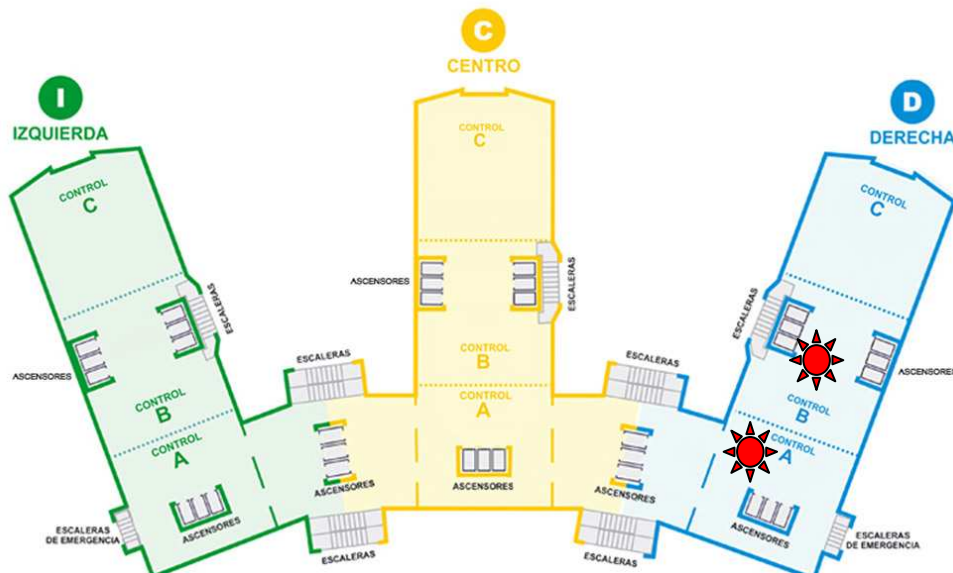 C
CENTRO
I
IZQUIERDA
D
DERECHA
CONTROL
C
CONTROL
C
CONTROL
C
ASCENSORES
ESCALERAS
ESCALERAS
ESCALERAS
ASCENSORES
ASCENSORES
CONTROL
B
ESCALERAS
ESCALERAS
CONTROL
B
CONTROL
B
CONTROL
A
CONTROL
A
CONTROL
A
ASCENSORES
ASCENSORES
ASCENSORES
ASCENSORES
ASCENSORES
ESCALERAS
DE EMERGENCIA
ESCALERAS
DE EMERGENCIA
ESCALERAS
ESCALERAS